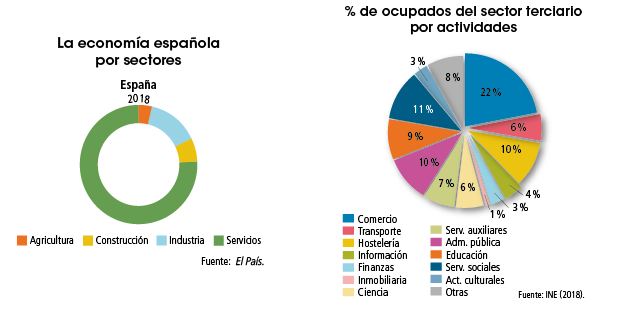 La economía española
por sectores
España
2018
Agricultura
Construcción
Industria
Servicios
Fuente: El País.
% de ocupados del sector terciario
por actividades
3 %
8 %
22 %
11 %
6 %
9 %
10 %
10 %
4 %
7 %
6 %
3 %
1 %
Comercio
Transporte
Hostelería
Información
Finanzas
Inmobiliaria
Ciencia
Serv. auxiliares
Adm. pública
Educación
Serv. sociales
Act. culturales
Otras
Fuente: INE (2018).